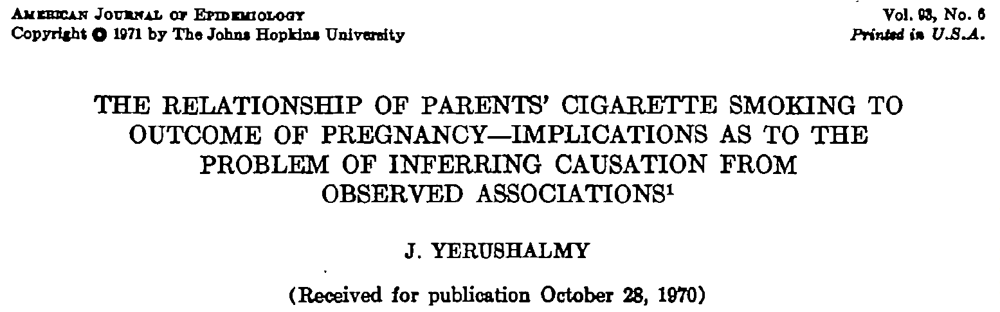 AMERICAN JOURNAL OF EPIDEMIOLOGY
Copyright © 1971 by The Johns Hopkins University
Vol. 93, No. 6
Printed in U.S.A.
THE RELATIONSHIP OF PARENTS' CIGARETTE SMOKING TO
OUTCOME OF PREGNANCY—IMPLICATIONS AS TO THE
PROBLEM OF INFERRING CAUSATION FROM
OBSERVED ASSOCIATIONS¹
J. YERUSHALMY
(Received for publication October 28, 1970)